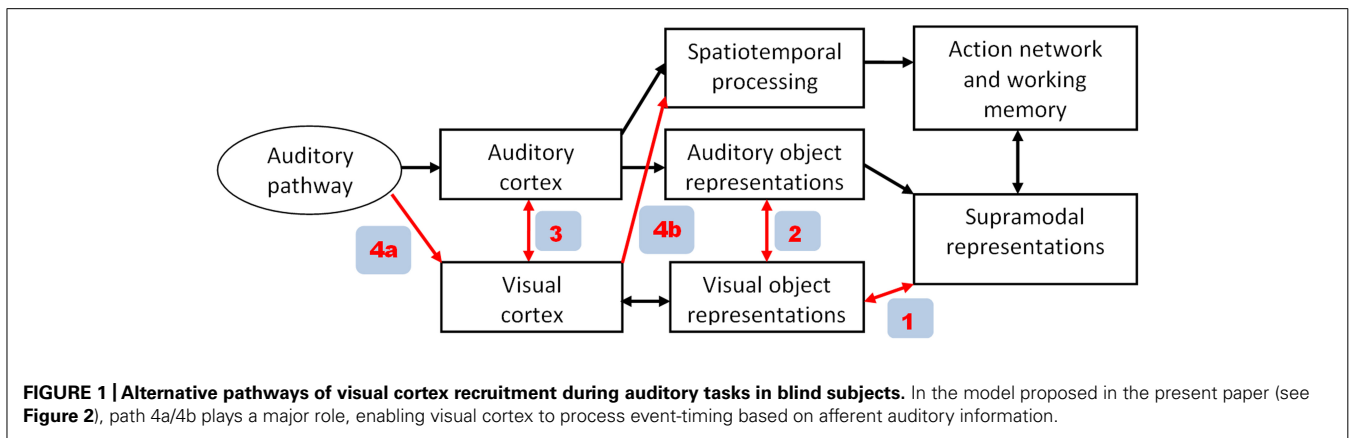 Spatiotemporal
processing
Action network
and working
memory
Auditory
pathway
Auditory
cortex
Auditory object
representations
4a
3
4b
2
Supramodal
representations
Visual
cortex
Visual object
representations
1
FIGURE 1 | Alternative pathways of visual cortex recruitment during auditory tasks in blind subjects. In the model proposed in the present paper (see
Figure 2), path 4a/4b plays a major role, enabling visual cortex to process event-timing based on afferent auditory information.